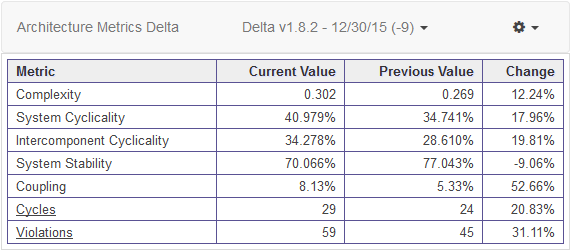 Architecture Metrics Delta Delta v1.8.2 - 12/30/15 (-9)
Metric Current Value Previous Value Change
Complexity 0.302 0.269 12.24%
System Cyclicality 40.979% 34.741% 17.96%
Intercomponent Cyclicality 34.278% 28.610% 19.81%
System Stability 70.066% 77.043% -9.06%
Coupling 8.13% 5.33% 52.66%
Cycles 29 24 20.83%
Violations 59 45 31.11%